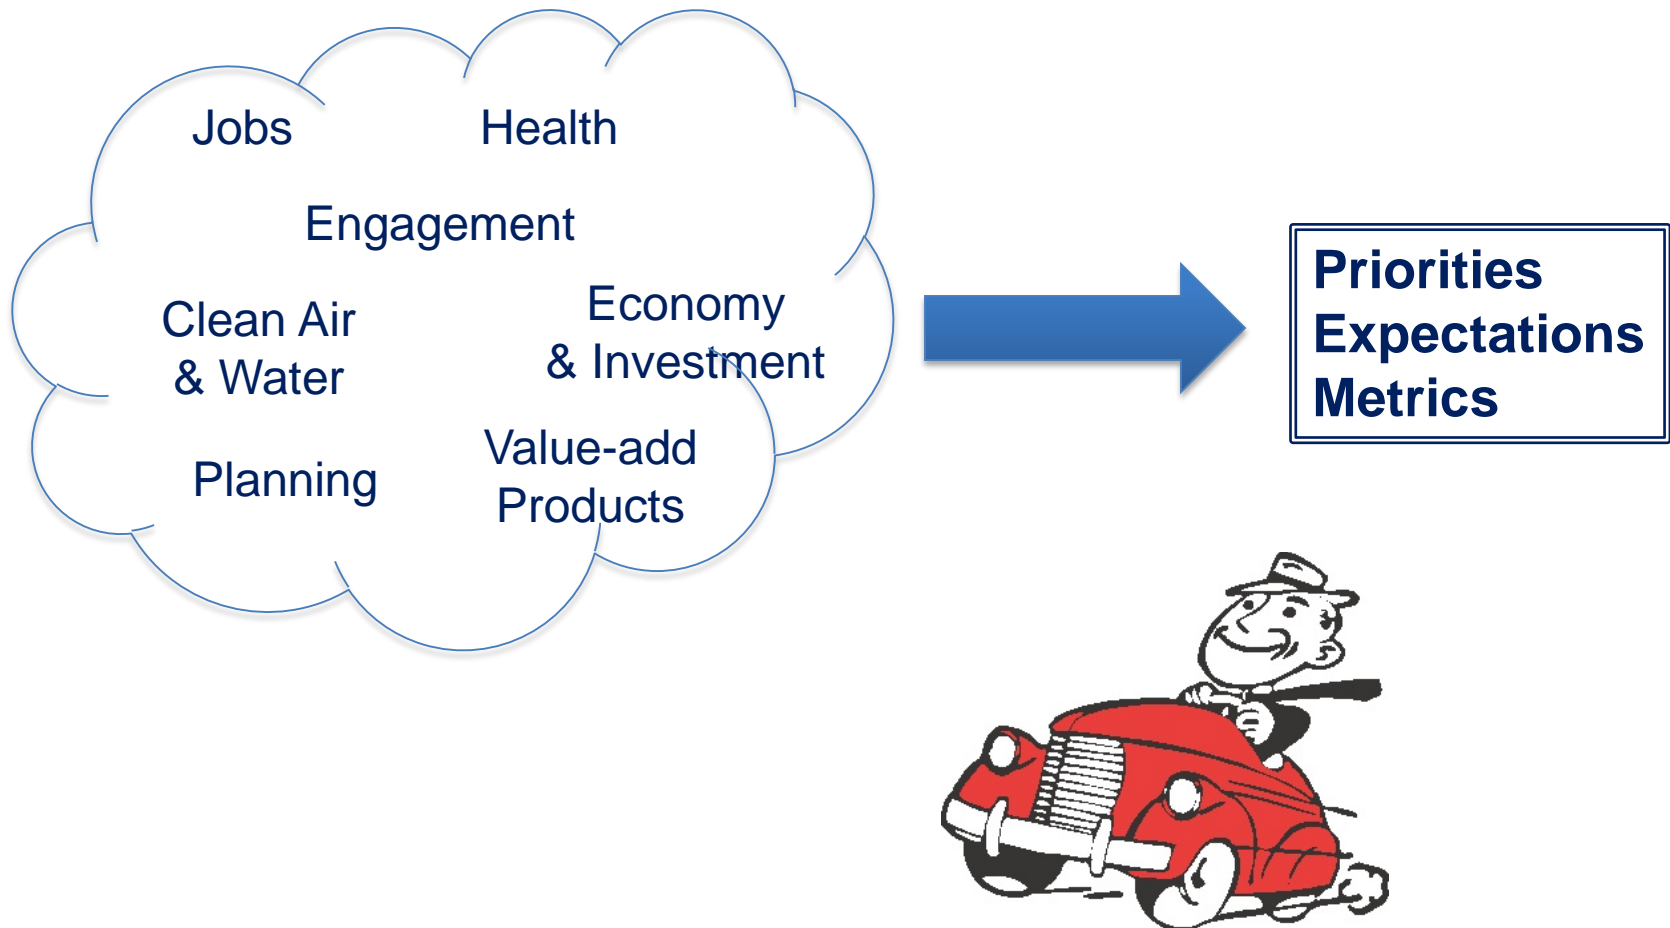 Jobs
Health
Engagement
Clean Air
& Water
Economy
& Investment
Planning
Value-add
Products
Priorities
Expectations
Metrics